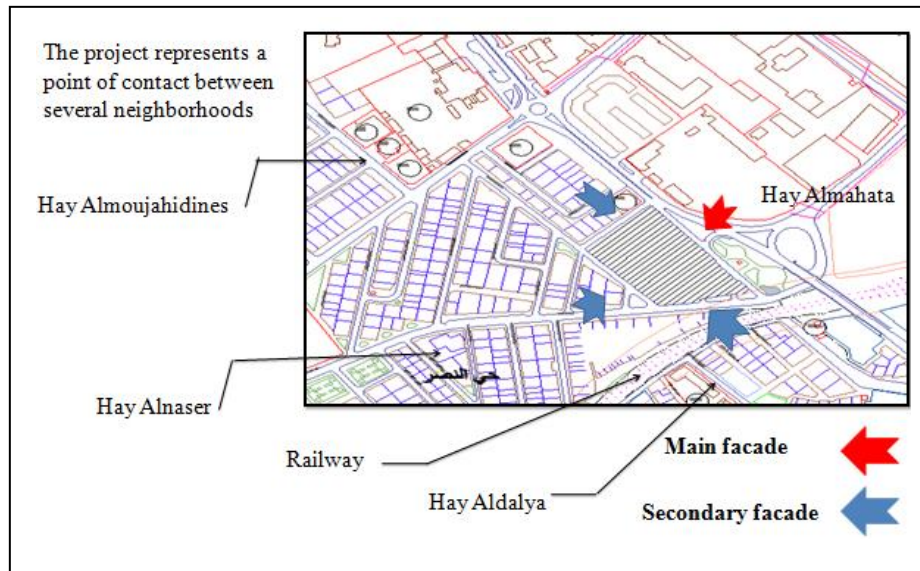 The project represents a
point of contact between
several neighborhoods
Hay Almoujahidines
Hay Almahata
حي النصر
Hay Alnaser
Railway
Hay Aldalya
Main facade
Secondary facade